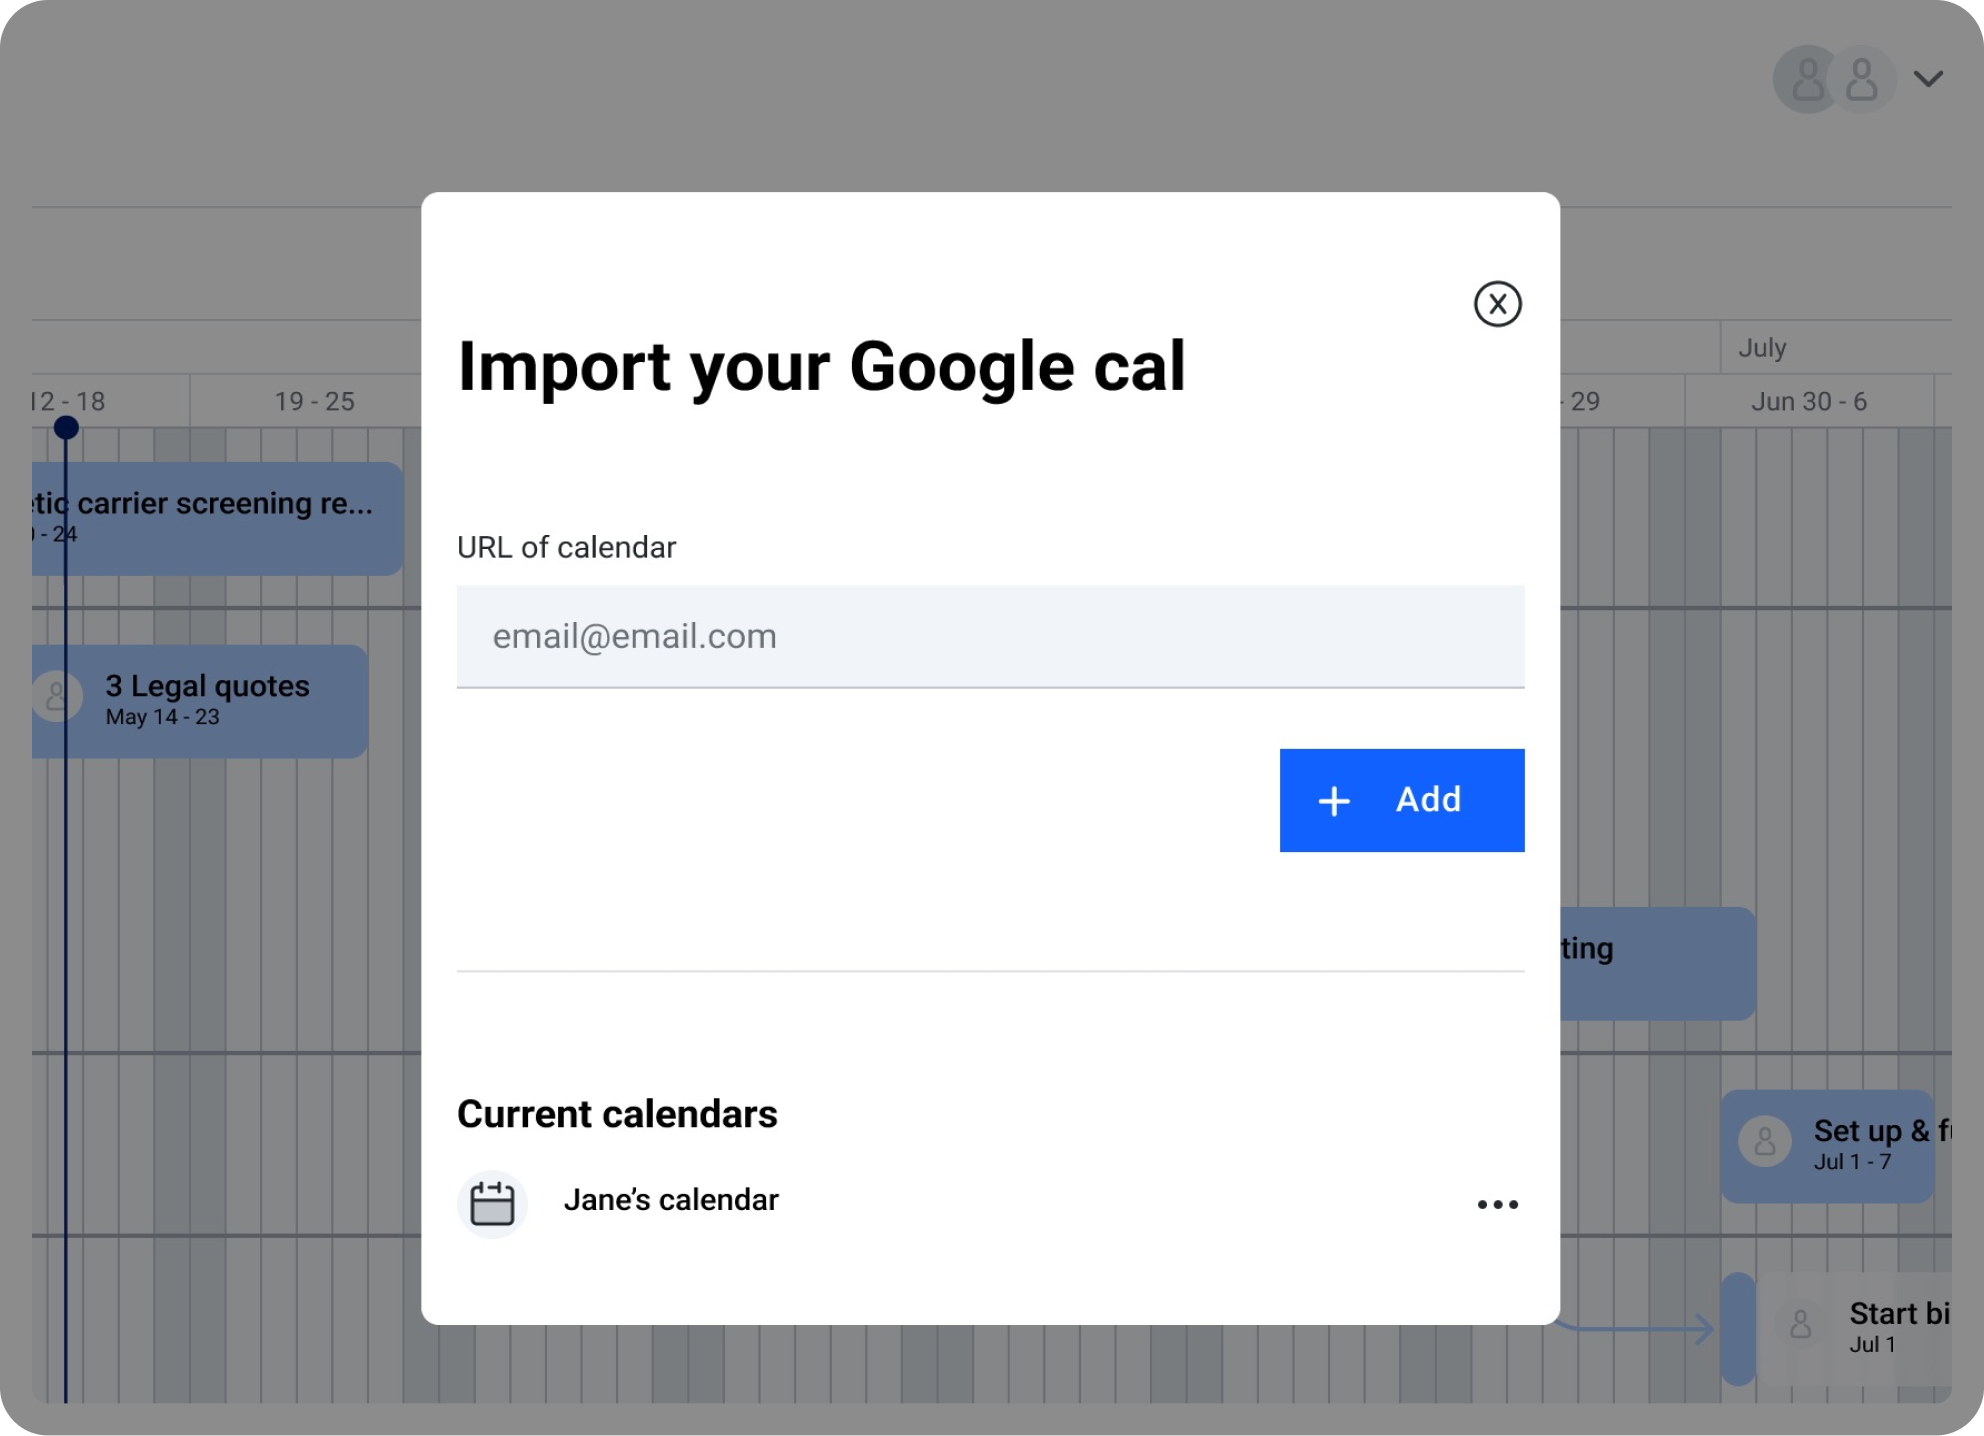 July
12 - 18
19 - 25
- 29
Jun 30 - 6
Import your Google cal
etic carrier screening re...
- 24
URL of calendar
email@email.com
3 Legal quotes
May 14 - 23
+ Add
ting
Current calendars
Jane’s calendar
Set up & f
Jul 1 - 7
Start bi
Jul 1